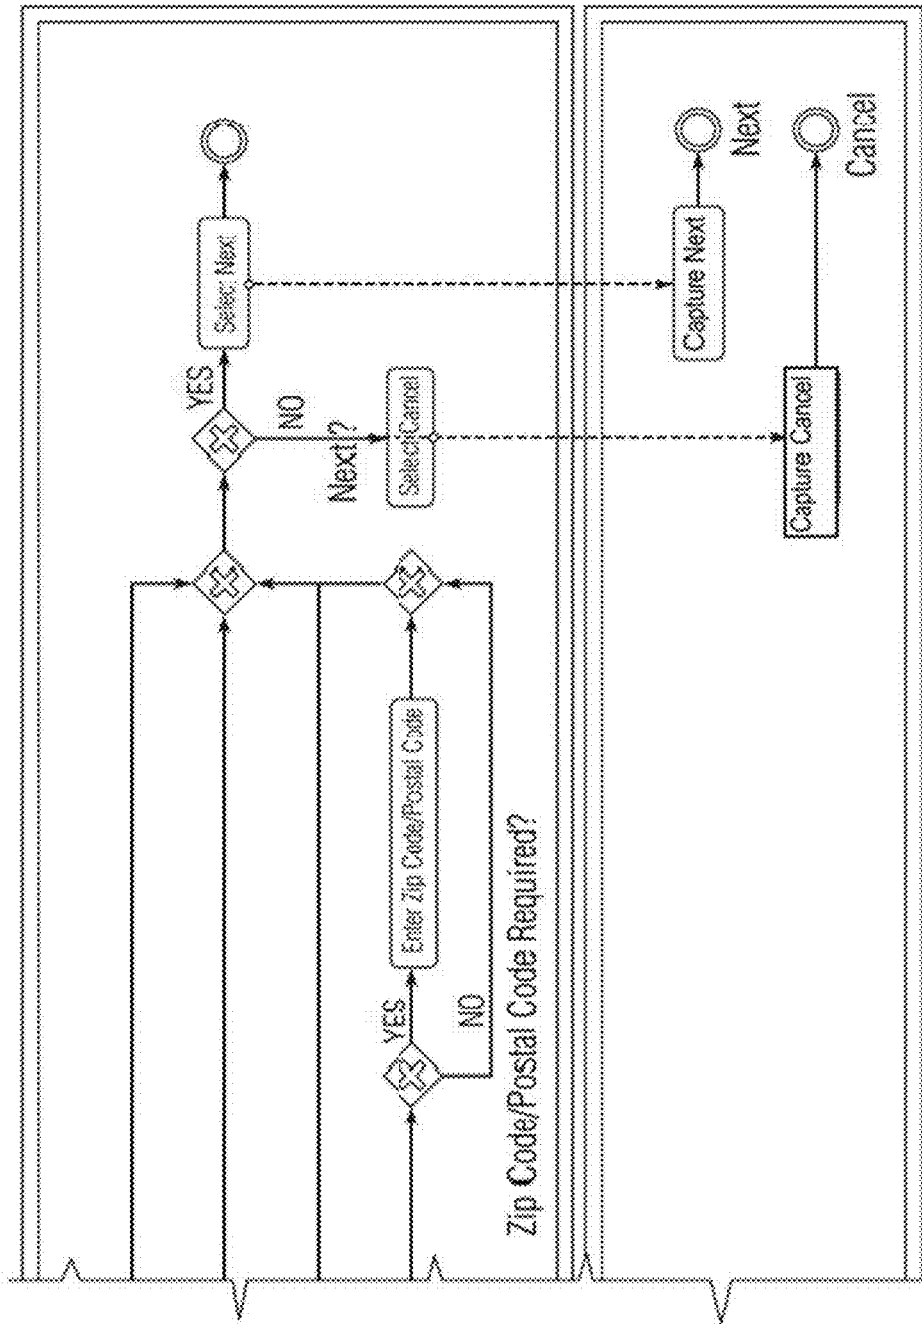 Zip Code/Postal Code Required?
YES
NO
Enter Zip Code/Postal Code
Next ?
YES
NO
Selec Next
Select Cancel
Capture Next
Next
Capture Cancel
Cancel